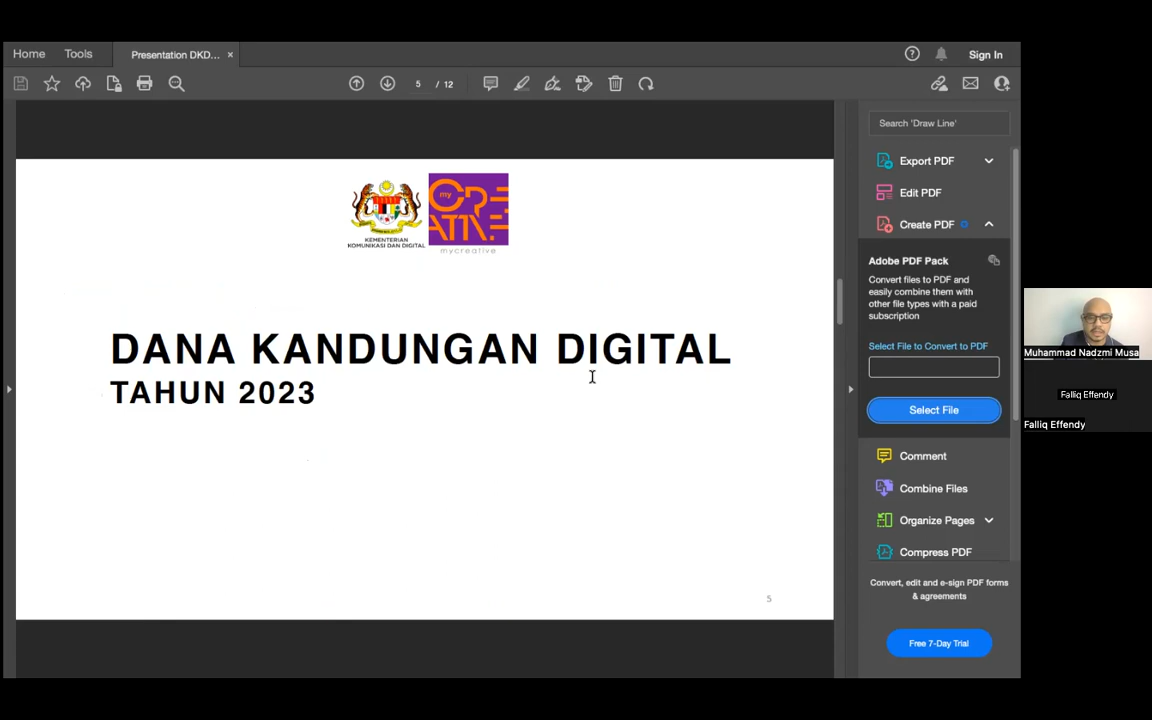 Home
Tools
Presentation DKD... ×
Sign In
5 / 12
Search 'Draw Line'
Export PDF
Edit PDF
Create PDF
Adobe PDF Pack
Convert files to PDF and
easily combine them with
other file types with a paid
subscription
Select File to Convert to PDF
Select File
Comment
Combine Files
Organize Pages
Compress PDF
Convert, edit and e-sign PDF forms
& agreements
Free 7-Day Trial
KEMENTERIAN
KOMUNIKASI DAN DIGITAL
my
CRE
ATIVE
mycreative
DANA KANDUNGAN DIGITAL
TAHUN 2023
5
Muhammad Nadzmi Musa
Falliq Effendy
Falliq Effendy